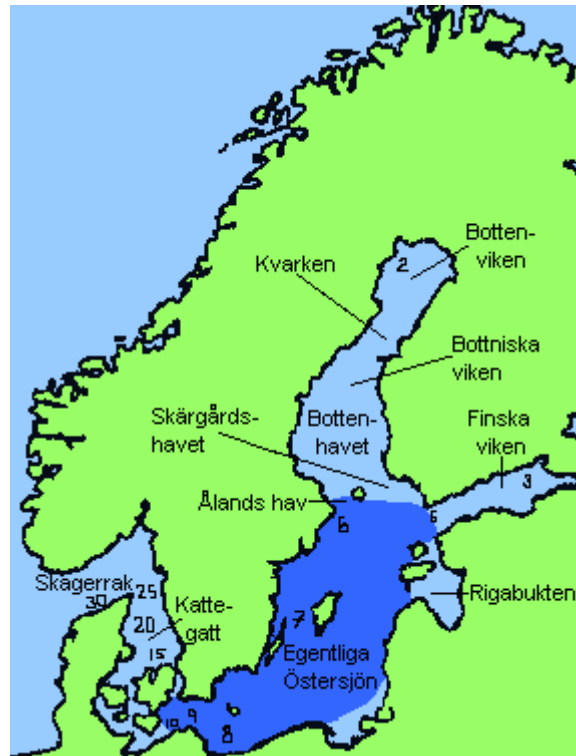 Botten-
viken
2
Kvarken
Bottniska
viken
Skärgårds-
havet
Botten-
havet
Finska
viken
3
Ålands hav
6
5
Skagerrak
30
25
Katte-
gatt
20
15
Rigabukten
7
Egentliga
Östersjön
10
9
8